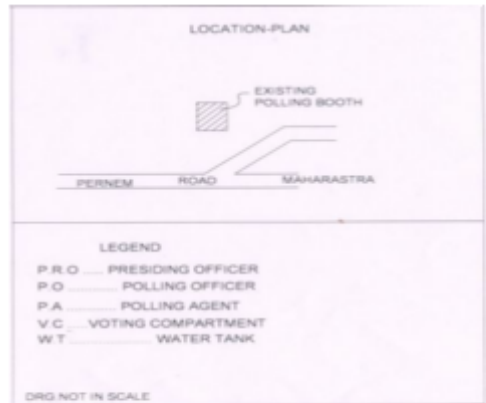 LOCATION-PLAN
EXISTING
POLLING BOOTH
PERNEM ROAD MAHARASTRA
LEGEND
P.R.O ..... PRESIDING OFFICER
P.O ............ POLLING OFFICER
P.A ............ POLLING AGENT
V.C ..... VOTING COMPARTMENT
W.T .................... WATER TANK
DRG.NOT IN SCALE